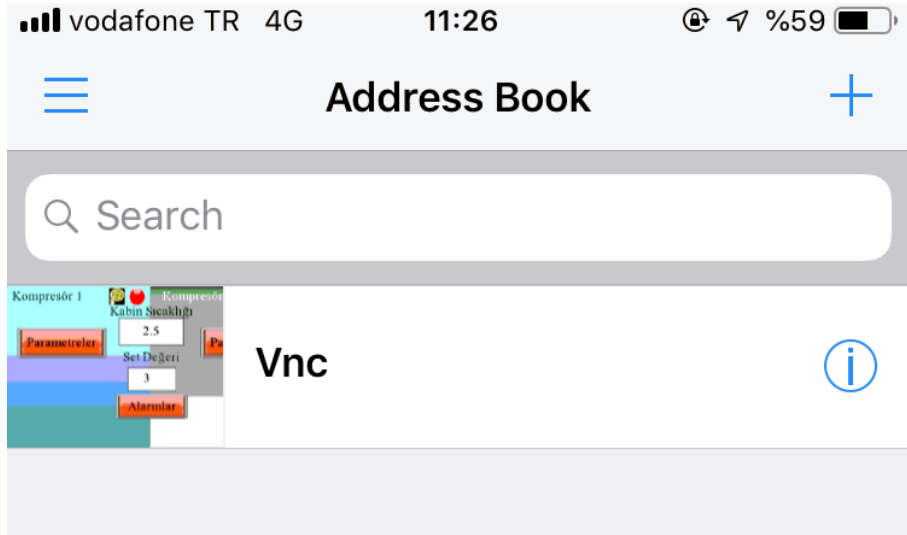 vodafone TR 4G 11:26 %59
Address Book
Search
Kompresör 1 Kompresör
Kabin Sıcaklığı
2.5
Parametreler Pa
Set Değeri
3
Alarmlar
Vnc